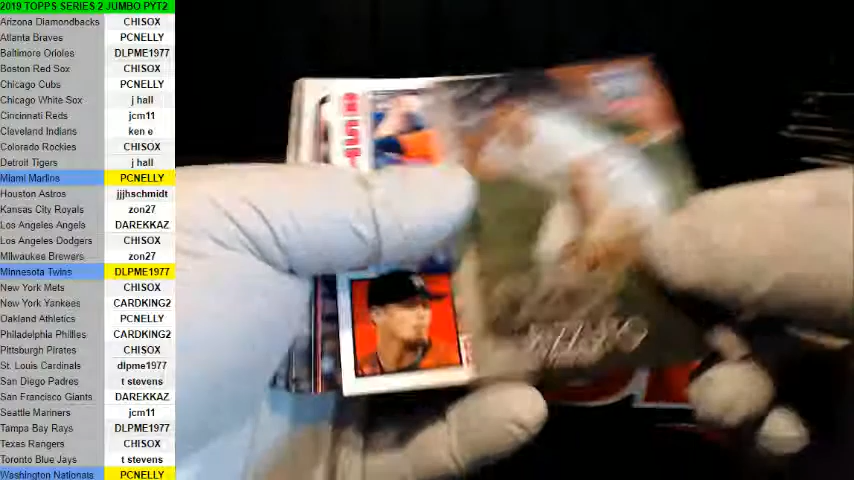 2019 TOPPS SERIES 2 JUMBO PYT2
Arizona Diamondbacks CHISOX
Atlanta Braves PCNELLY
Baltimore Orioles DLPME1977
Boston Red Sox CHISOX
Chicago Cubs PCNELLY
Chicago White Sox j hall
Cincinnati Reds jcm11
Cleveland Indians ken e
Colorado Rockies CHISOX
Detroit Tigers j hall
Miami Marlins PCNELLY
Houston Astros jjjhschmidt
Kansas City Royals zon27
Los Angeles Angels DAREKKAZ
Los Angeles Dodgers CHISOX
Milwaukee Brewers zon27
Minnesota Twins DLPME1977
New York Mets CHISOX
New York Yankees CARDKING2
Oakland Athletics PCNELLY
Philadelphia Phillies CARDKING2
Pittsburgh Pirates CHISOX
St. Louis Cardinals dlpme1977
San Diego Padres t stevens
San Francisco Giants DAREKKAZ
Seattle Mariners jcm11
Tampa Bay Rays DLPME1977
Texas Rangers CHISOX
Toronto Blue Jays t stevens
Washington Nationals PCNELLY